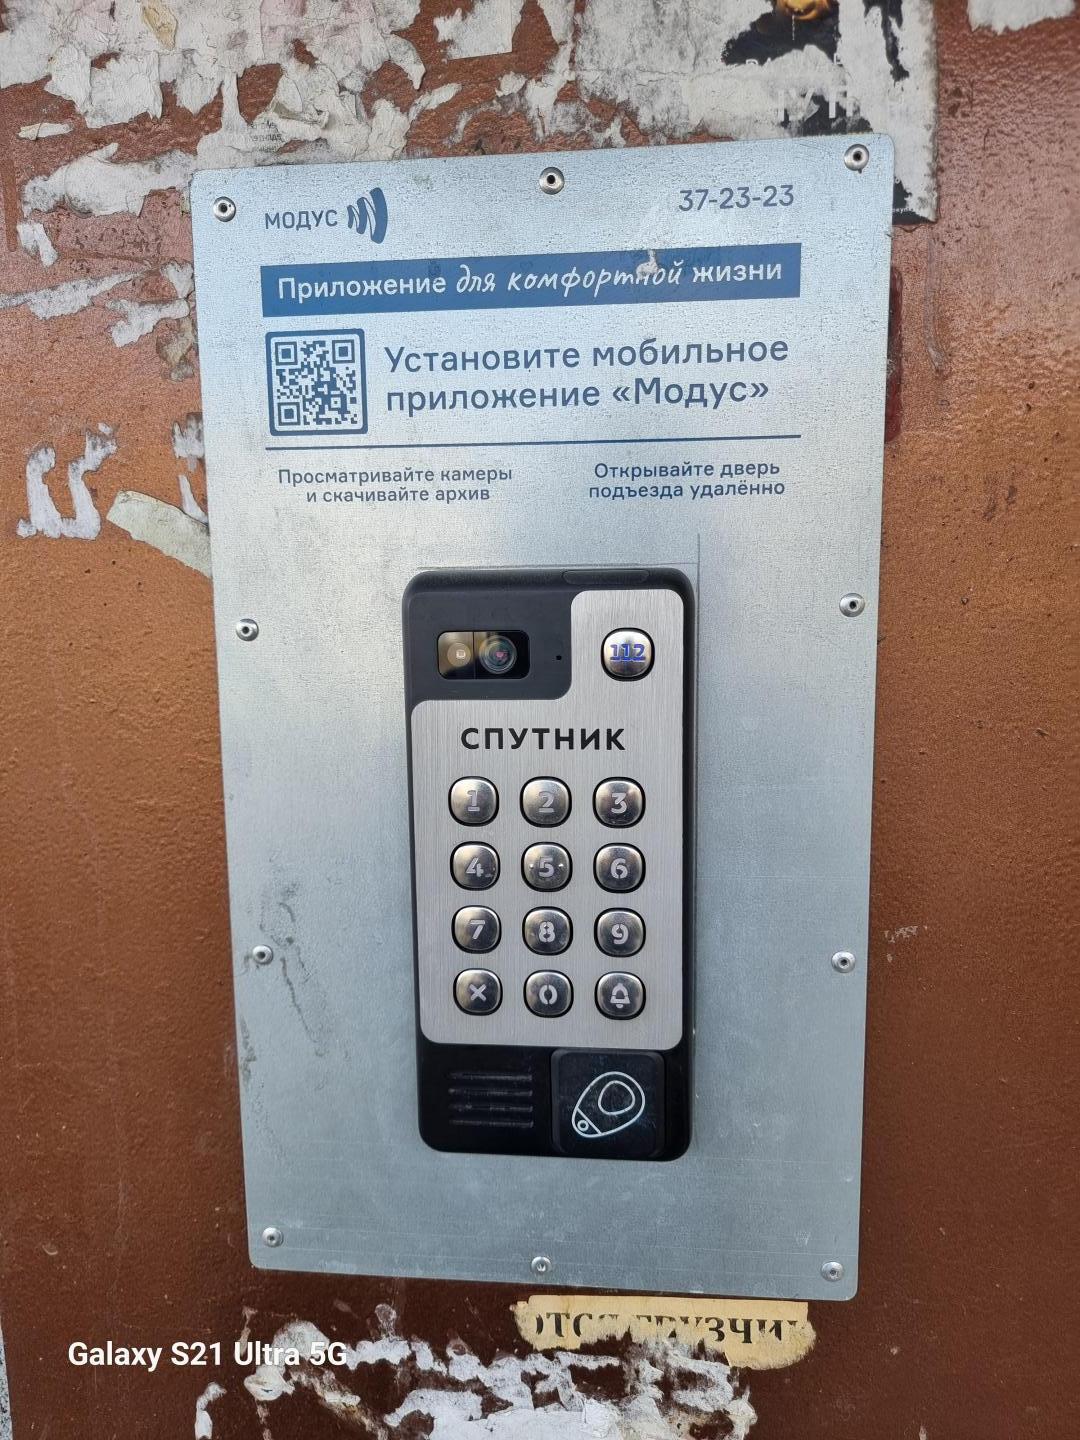 МОДУС
37-23-23
Приложение для комфортной жизни
Установите мобильное
приложение «Модус»
Просматривайте камеры
и скачивайте архив
Открывайте дверь
подъезда удалённо
112
СПУТНИК
1 2 3
4 5 6
7 8 9
× 0
Galaxy S21 Ultra 5G